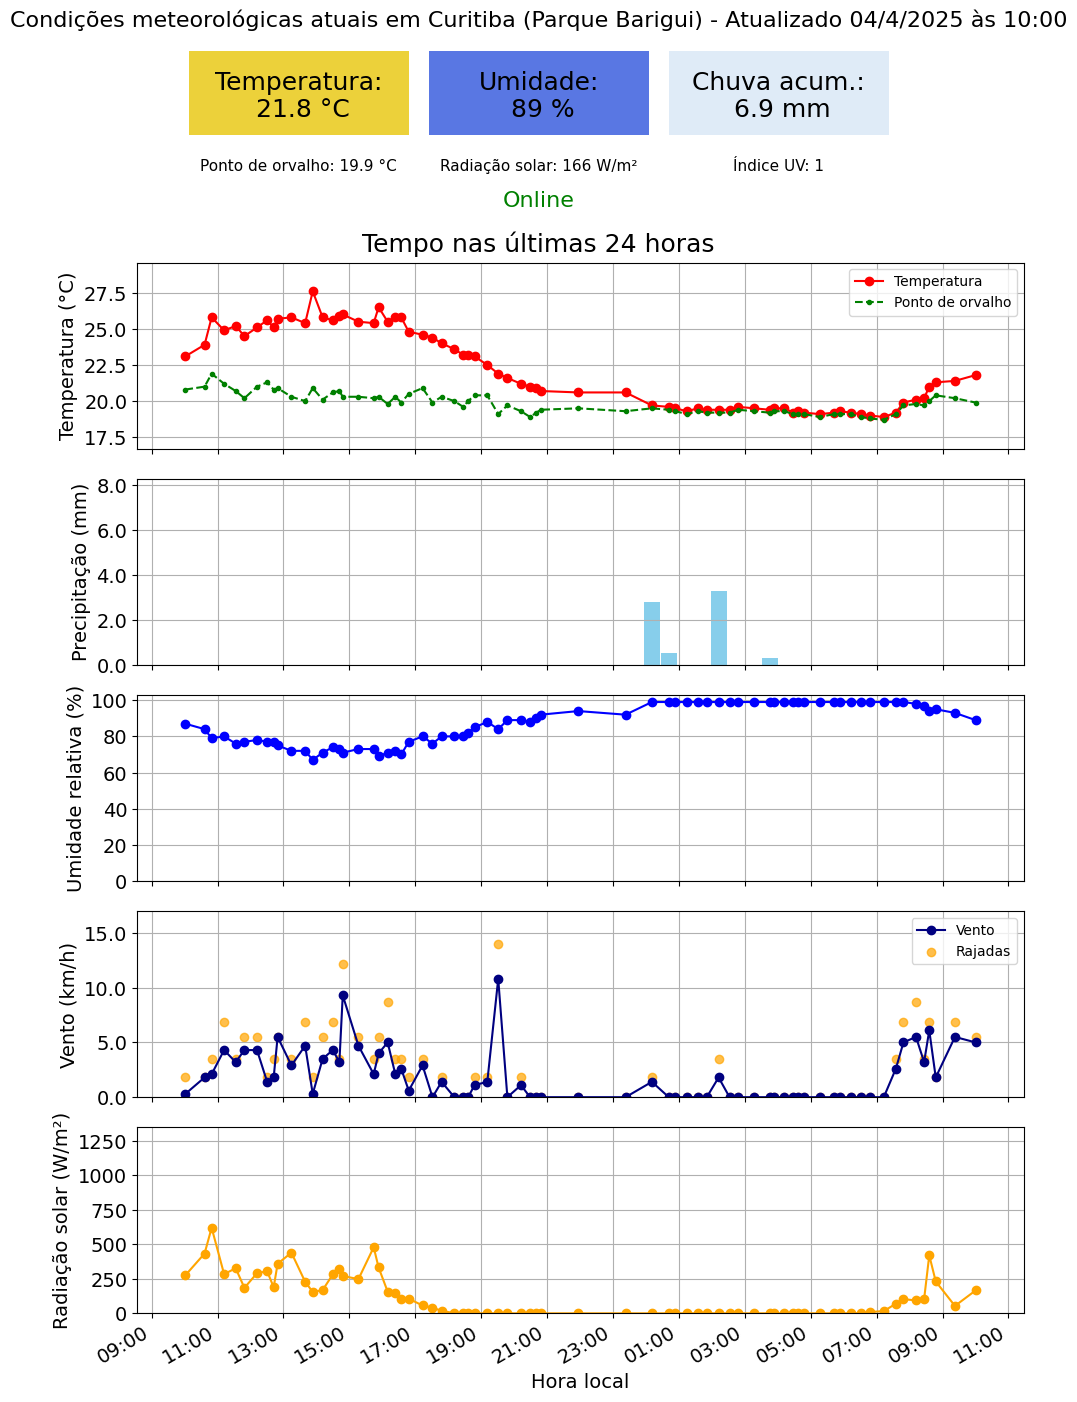 Condições meteorológicas atuais em Curitiba (Parque Barigui) - Atualizado 04/4/2025 às 10:00
Temperatura:
21.8 °C
Umidade:
89 %
Chuva acum.:
6.9 mm
Ponto de orvalho: 19.9 °C
Radiação solar: 166 W/m²
Índice UV: 1
Online
Tempo nas últimas 24 horas
Temperatura (°C)
27.5
25.0
22.5
20.0
17.5
Temperatura
Ponto de orvalho
Precipitação (mm)
8.0
6.0
4.0
2.0
0.0
Umidade relativa (%)
100
80
60
40
20
0
Vento (km/h)
15.0
10.0
5.0
0.0
Vento
Rajadas
Radiação solar (W/m²)
1250
1000
750
500
250
0
09:00 11:00 13:00 15:00 17:00 19:00 21:00 23:00 01:00 03:00 05:00 07:00 09:00 11:00
Hora local